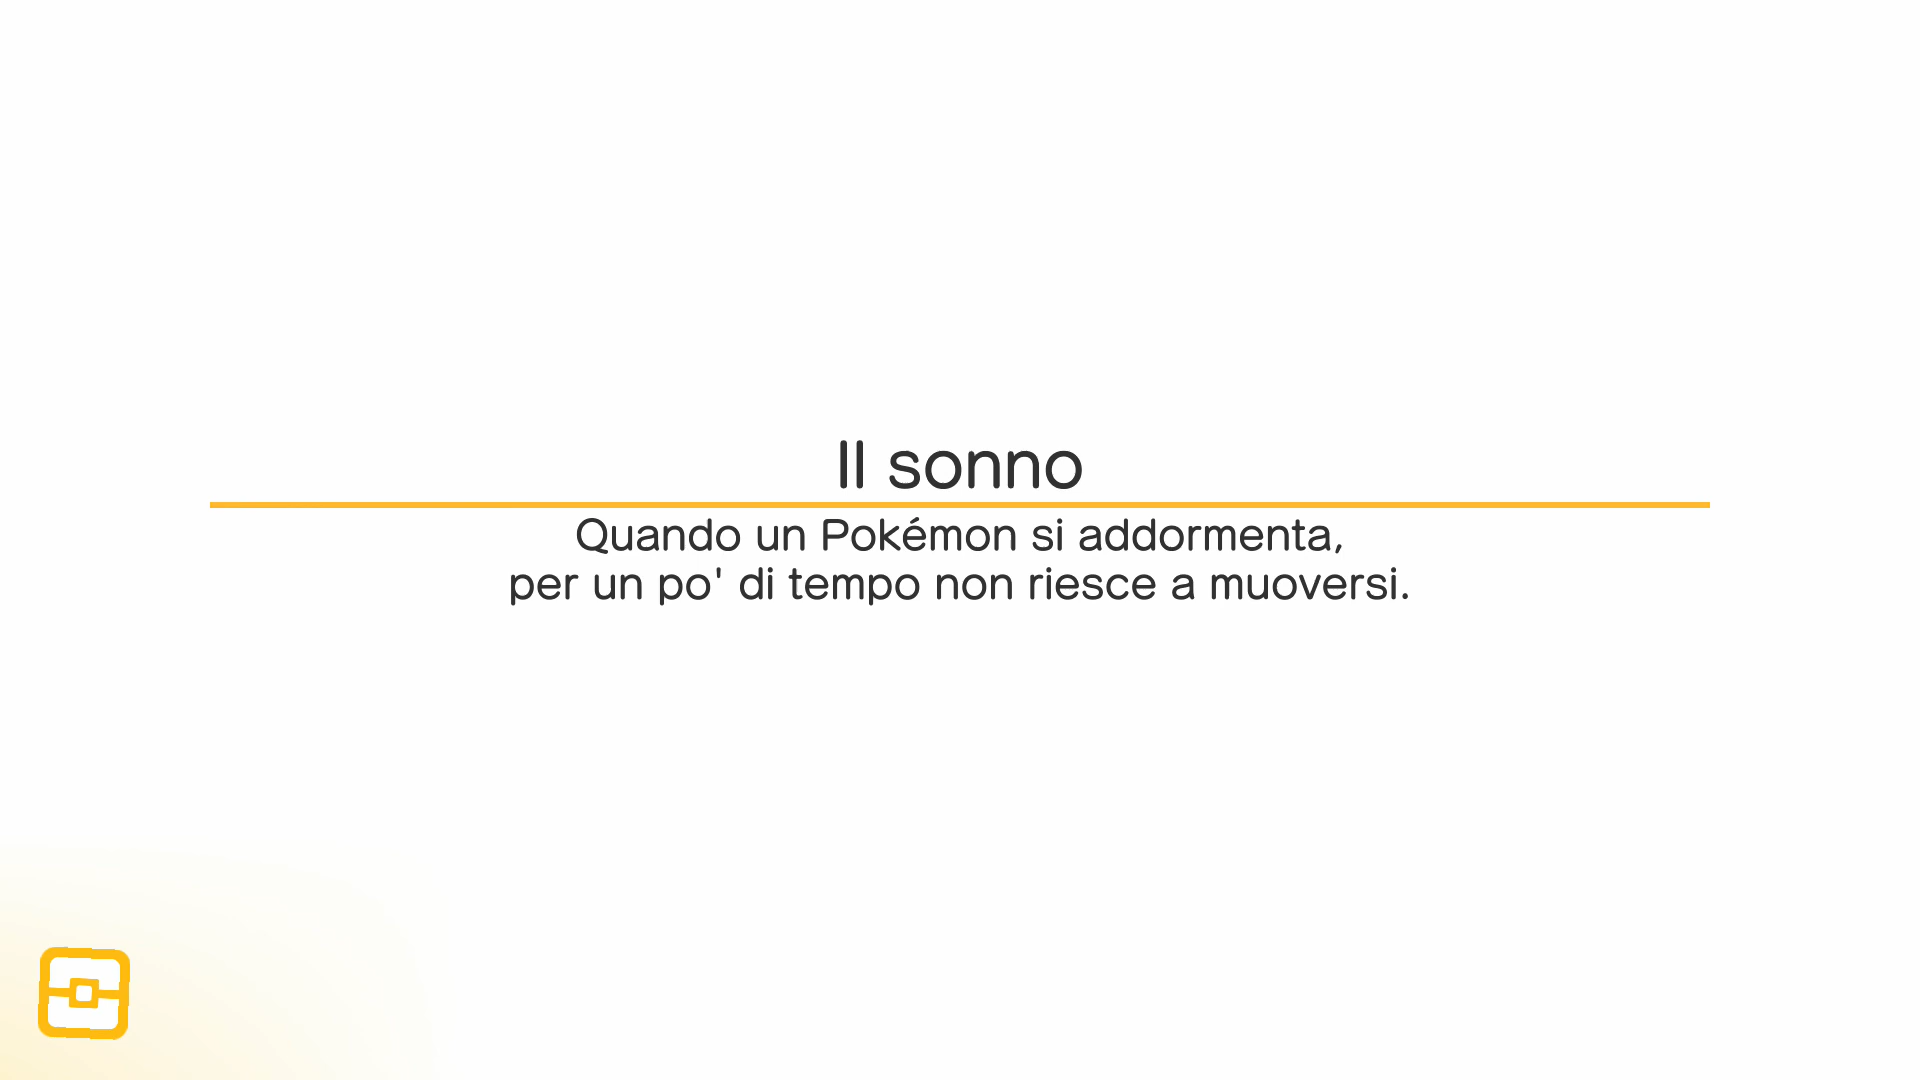 Il sonno
Quando un Pokémon si addormenta,
per un po' di tempo non riesce a muoversi.